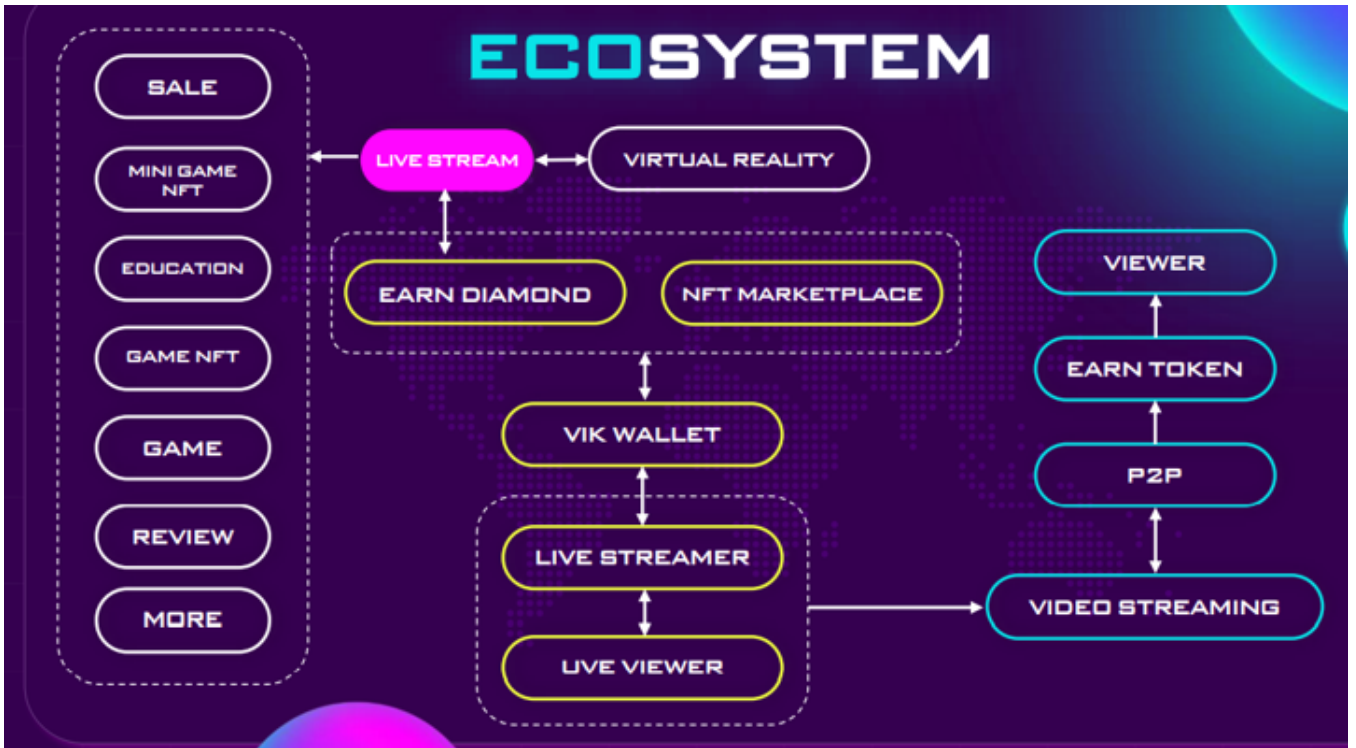 ECOSYSTEM
SALE
MINI GAME
NFT
EDUCATION
GAME NFT
GAME
REVIEW
MORE
LIVE STREAM
VIRTUAL REALITY
EARN DIAMOND
NFT MARKETPLACE
VIK WALLET
LIVE STREAMER
LIVE VIEWER
VIEWER
EARN TOKEN
P2P
VIDEO STREAMING